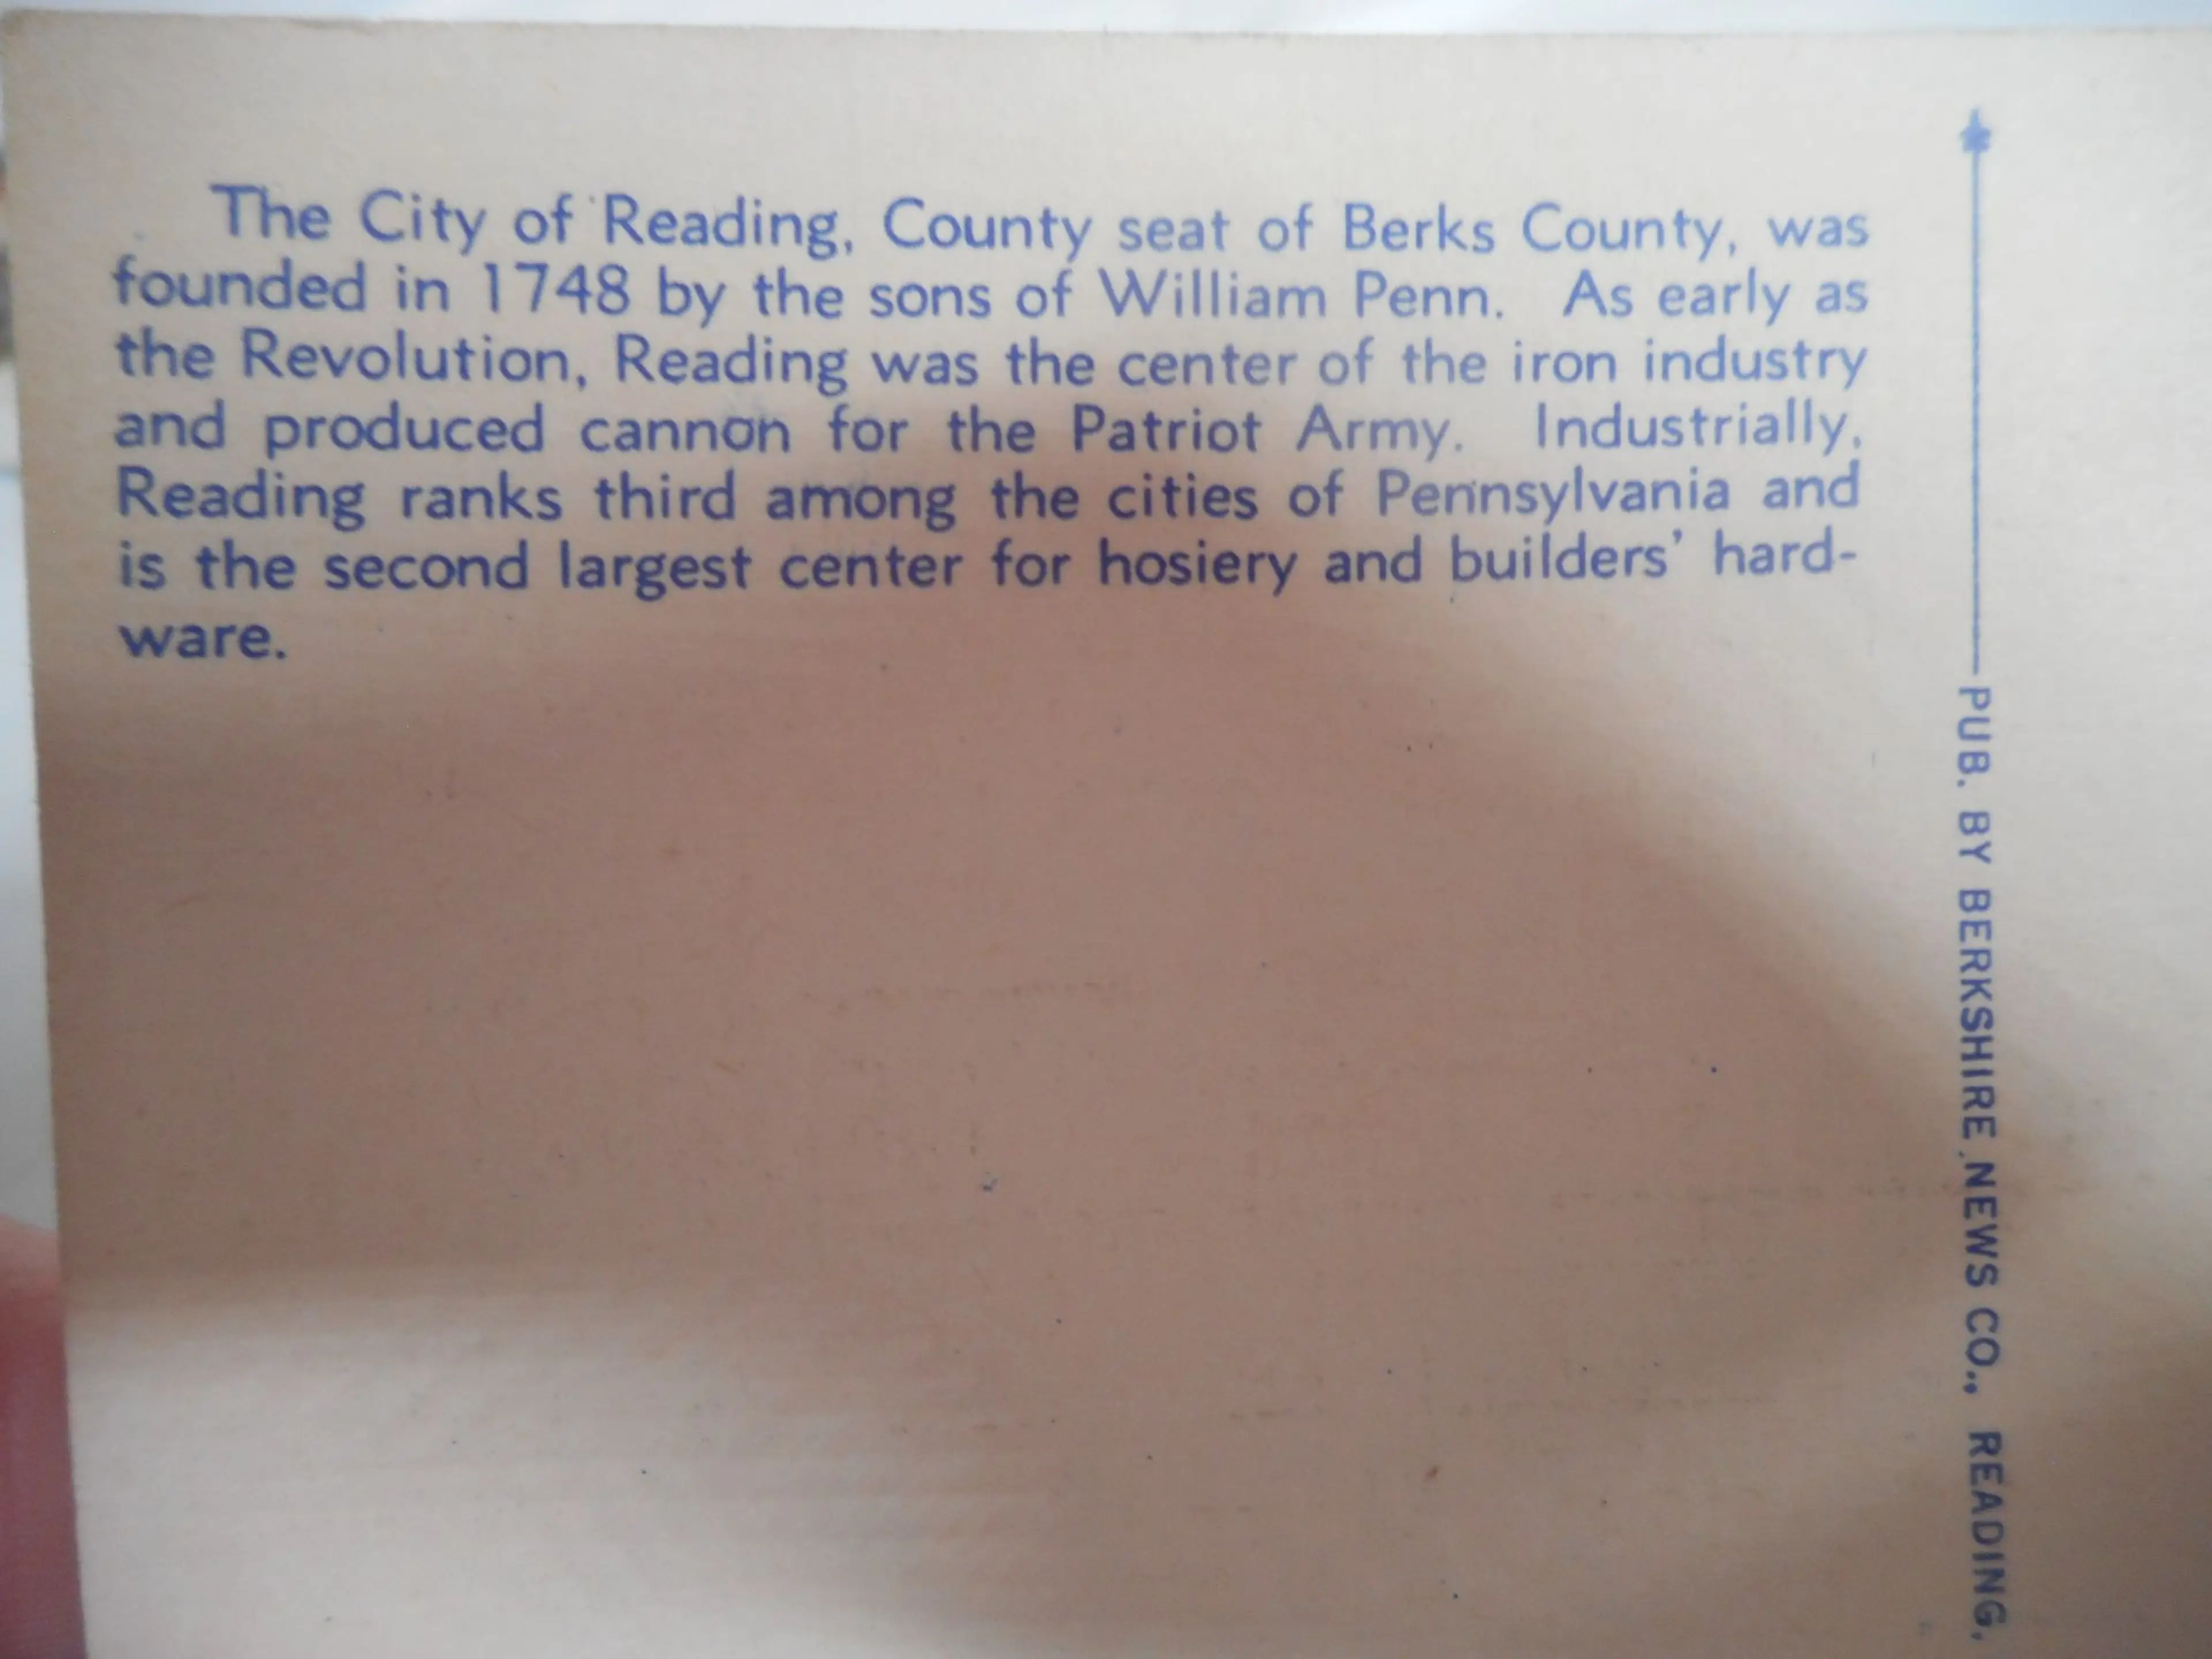 The City of Reading, County seat of Berks County, was
founded in 1748 by the sons of William Penn. As early as
the Revolution, Reading was the center of the iron industry
and produced cannon for the Patriot Army. Industrially,
Reading ranks third among the cities of Pennsylvania and
is the second largest center for hosiery and builders' hard-
ware.
PUB. BY BERKSHIRE NEWS CO., READING,